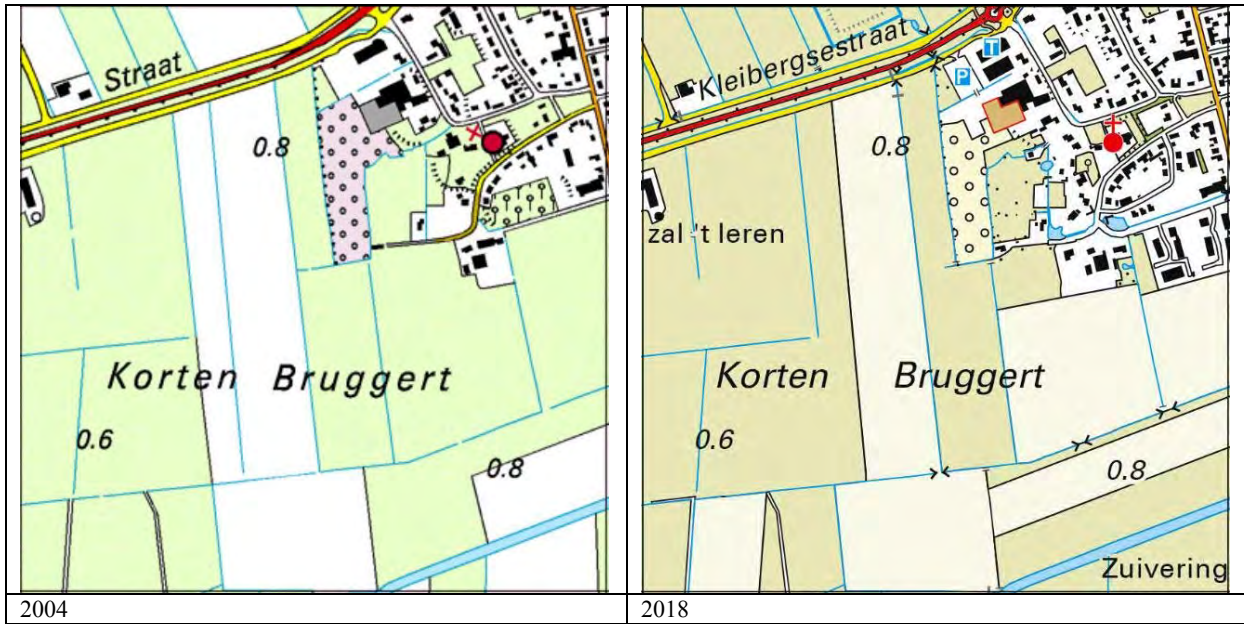 Straat
0.8
Korten Bruggert
0.6
0.8
2004
Kleibergsestraat
T
P
0.8
zal 't leren
Korten Bruggert
0.6
0.8
Zuivering
2018